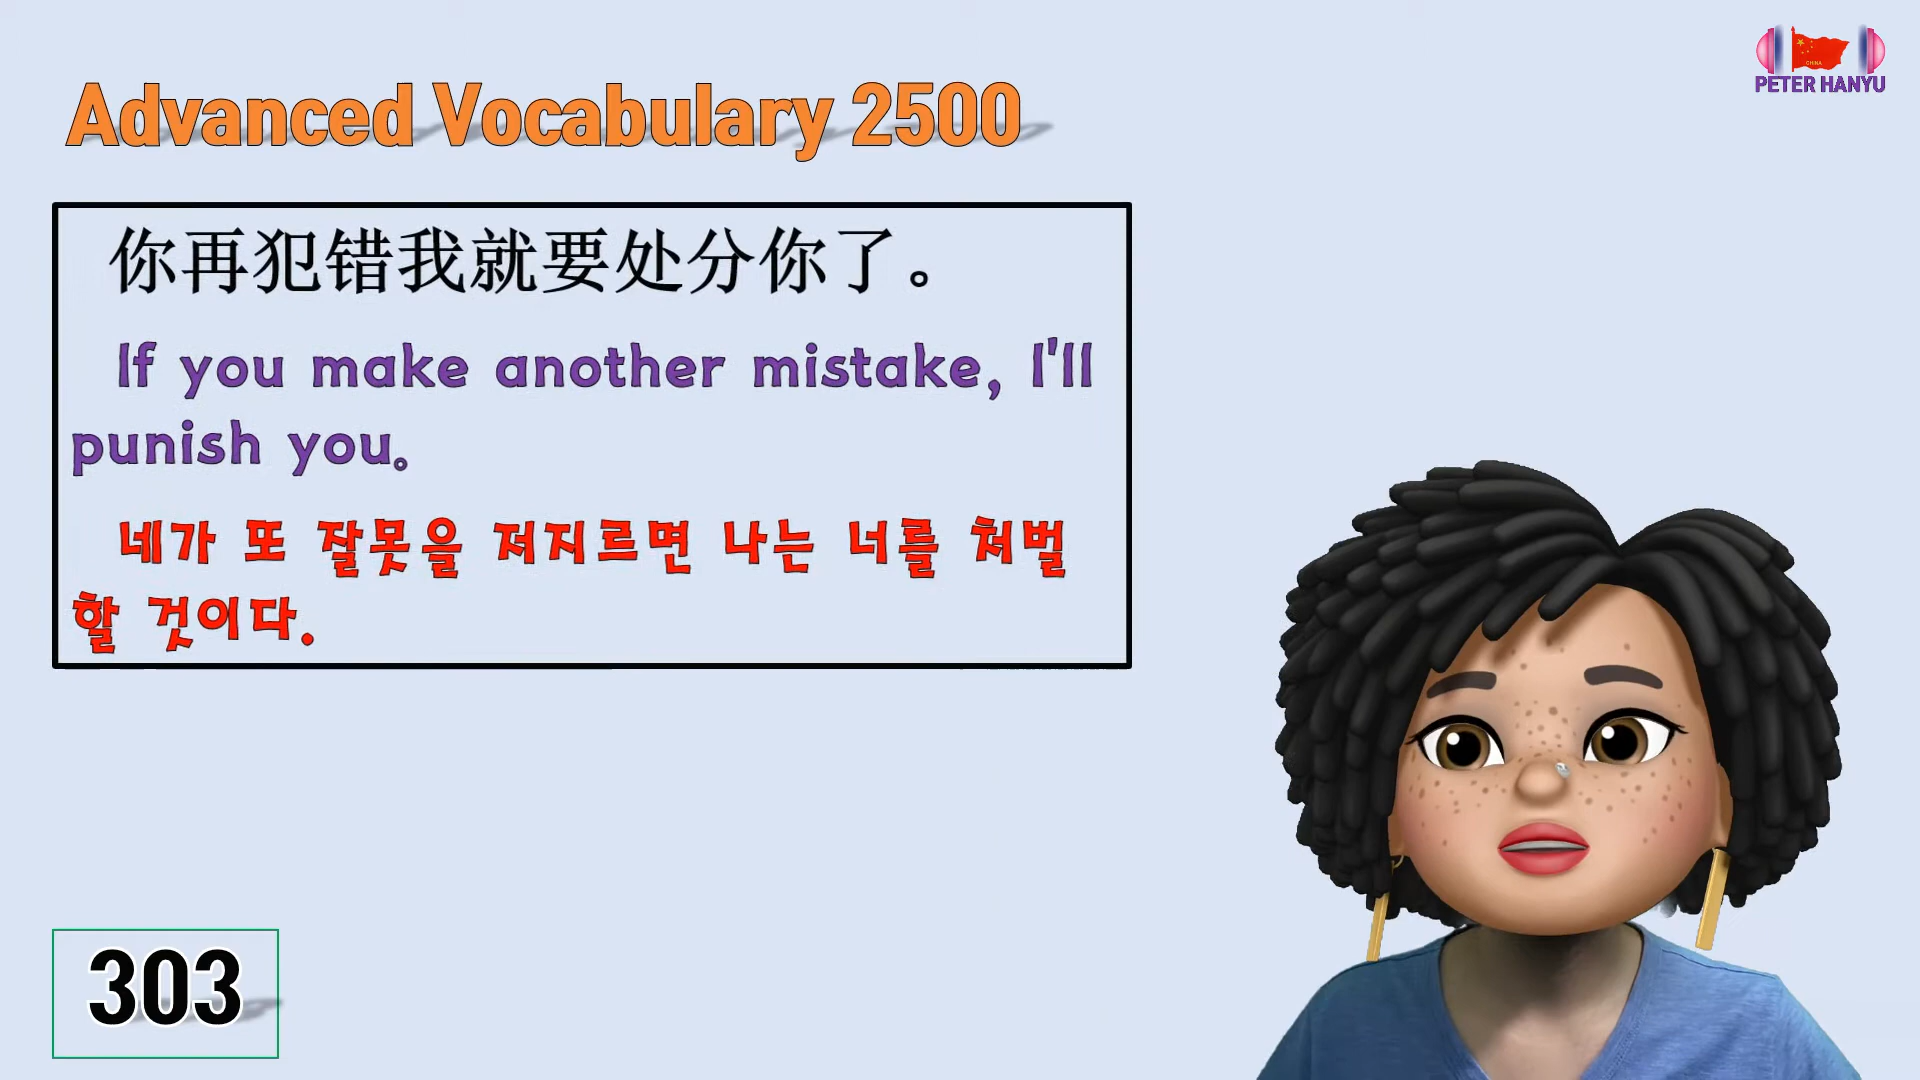 PETER HANYU
Advanced Vocabulary 2500
你再犯错我就要处分你了。
If you make another mistake, I'll
punish you。
네가 또 잘못을 저지르면 나는 너를 처벌
할 것이다.
303